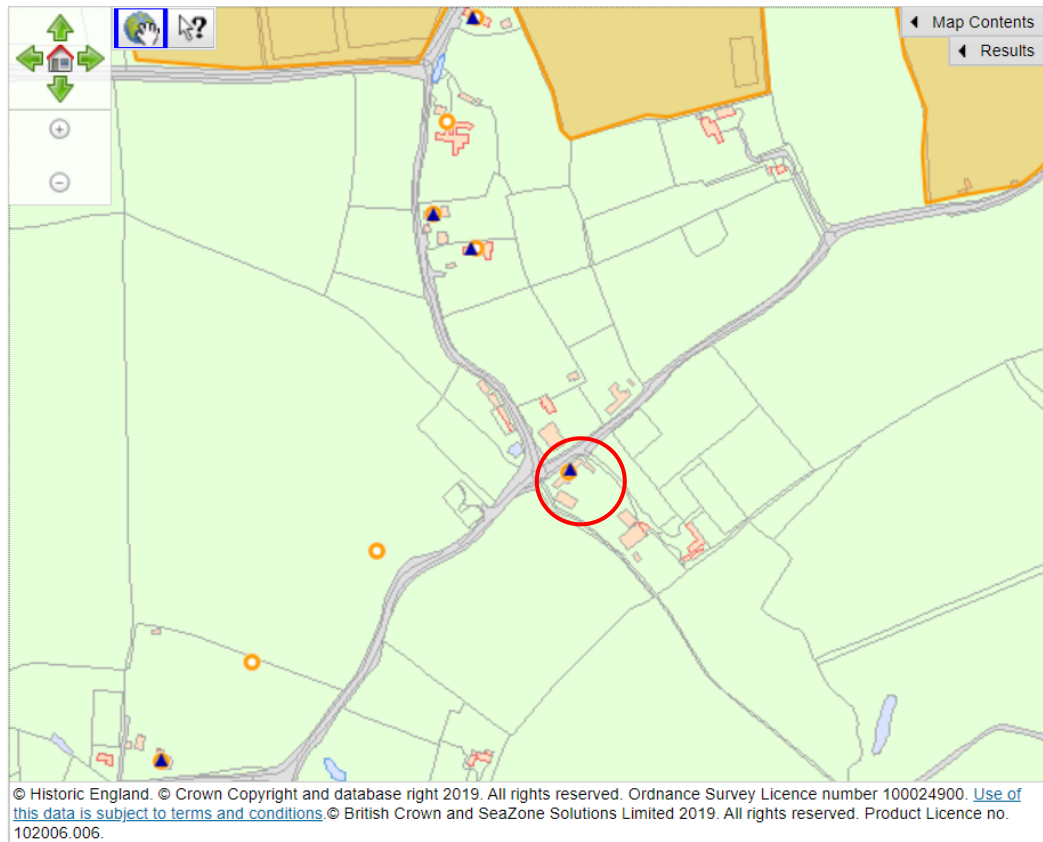 Map Contents
Results
?
© Historic England. © Crown Copyright and database right 2019. All rights reserved. Ordnance Survey Licence number 100024900. Use of
this data is subject to terms and conditions.© British Crown and SeaZone Solutions Limited 2019. All rights reserved. Product Licence no.
102006.006.